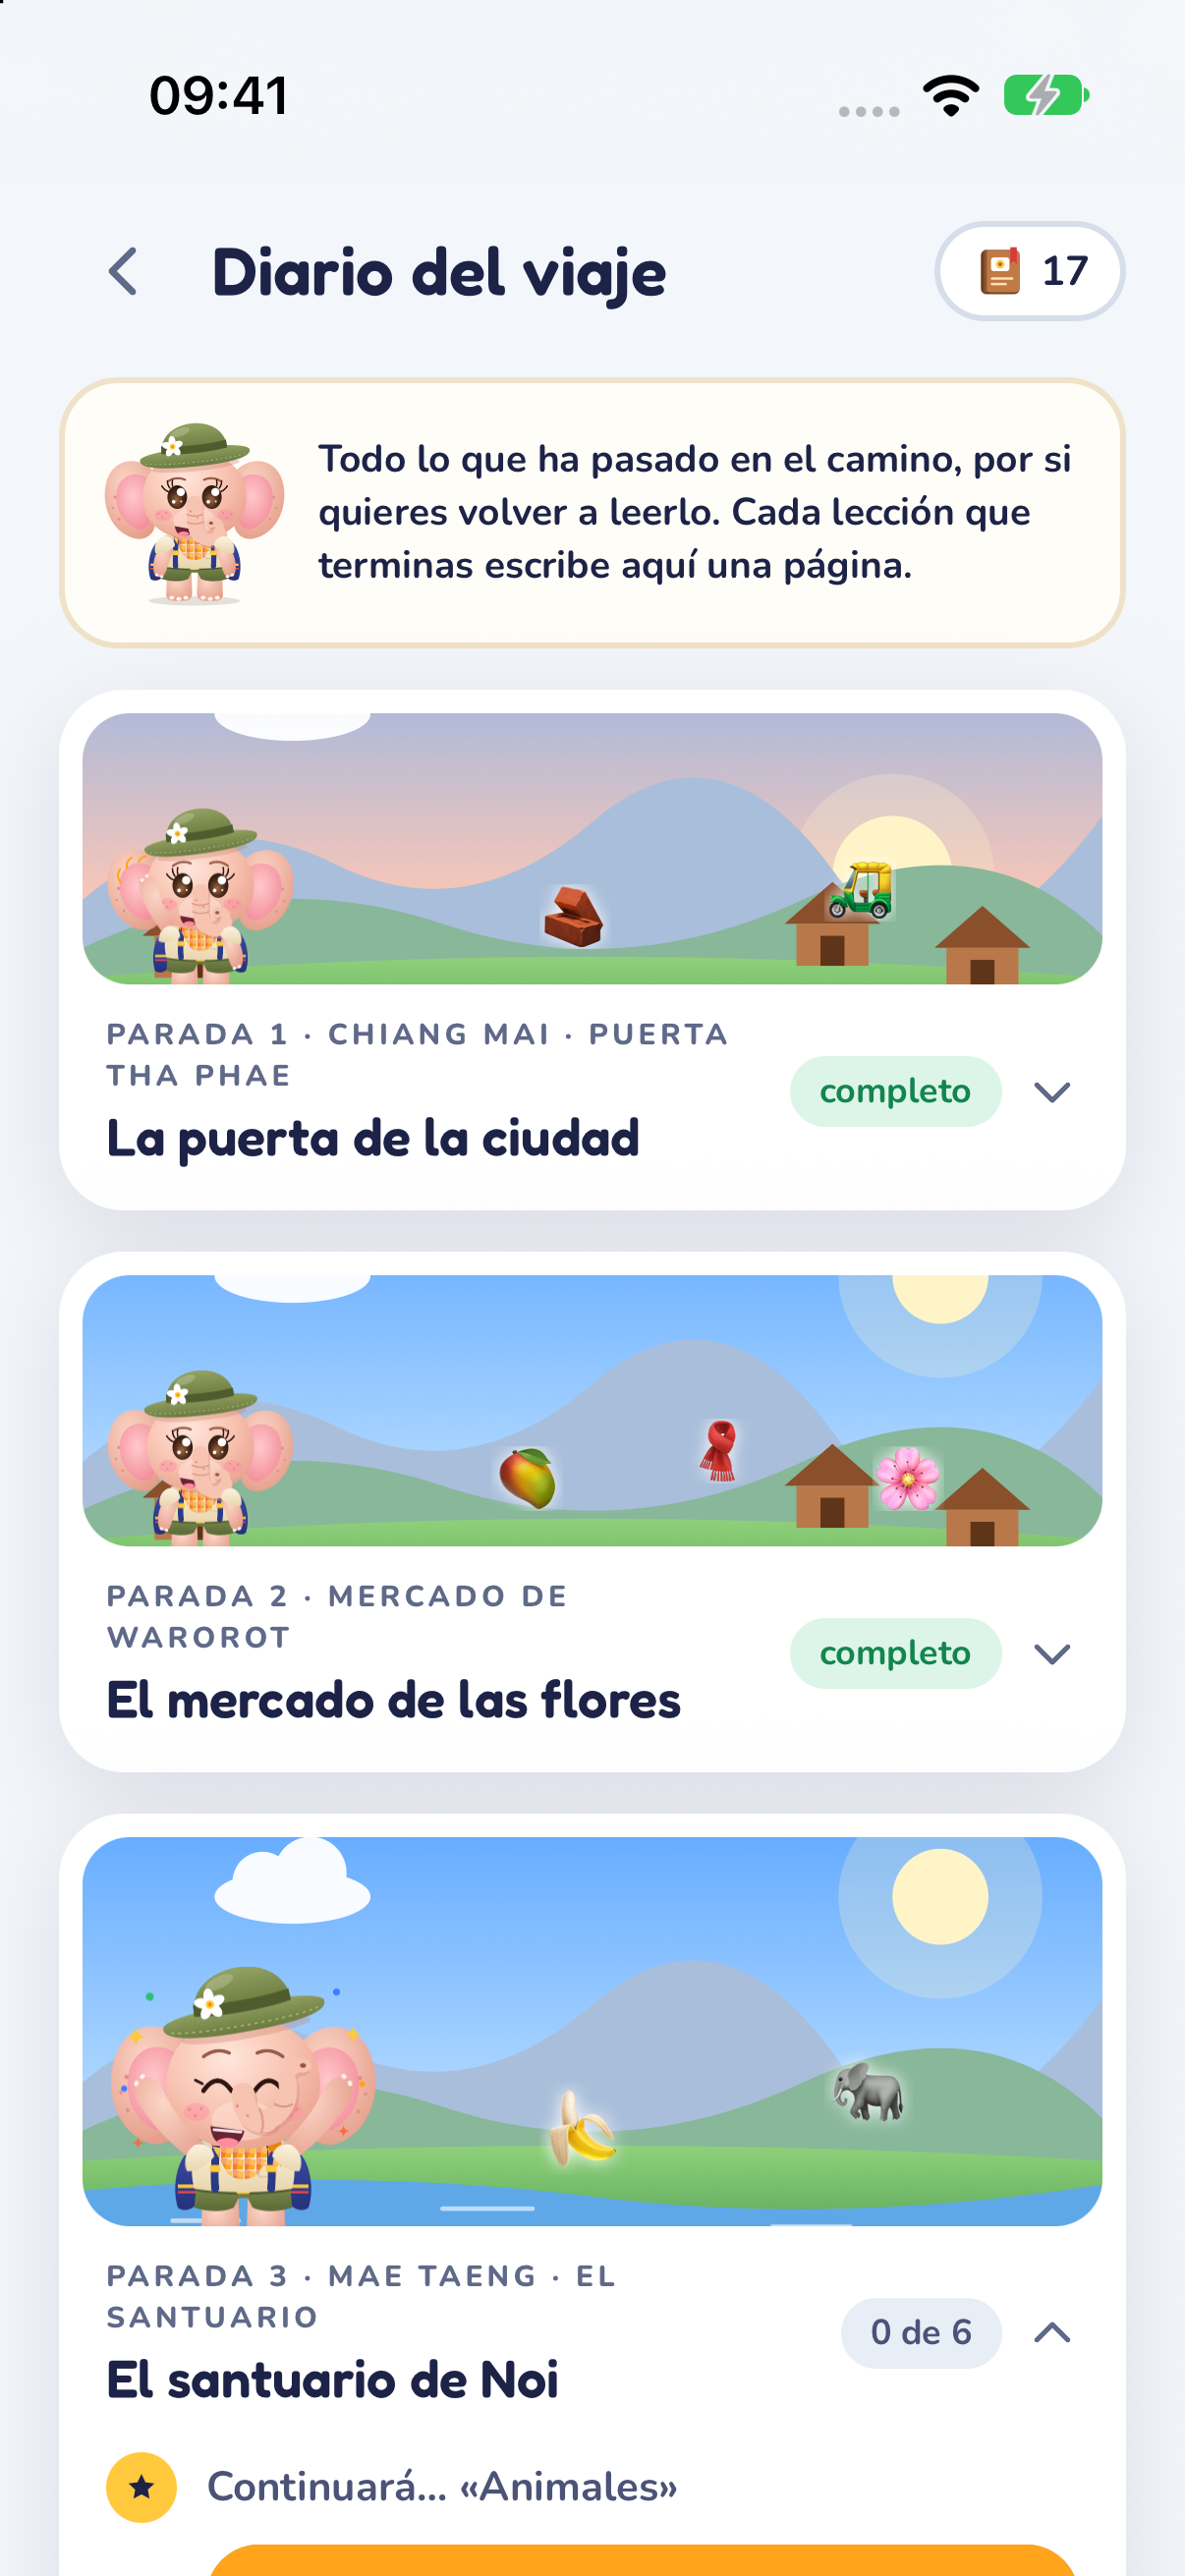 09:41
Diario del viaje
17
Todo lo que ha pasado en el camino, por si
quieres volver a leerlo. Cada lección que
terminas escribe aquí una página.
PARADA 1 · CHIANG MAI · PUERTA
THA PHAE
La puerta de la ciudad
completo
PARADA 2 · MERCADO DE
WAROROT
El mercado de las flores
completo
PARADA 3 · MAE TAENG · EL
SANTUARIO
El santuario de Noi
0 de 6
Continuará... «Animales»